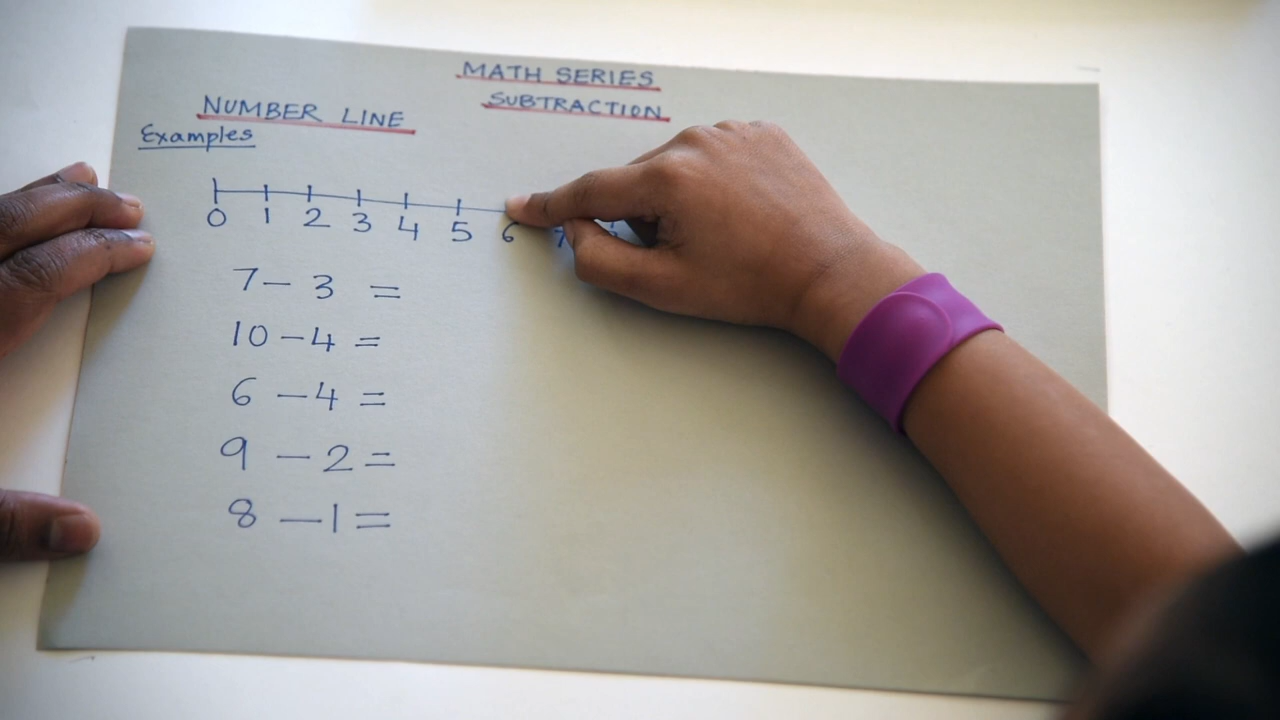 MATH SERIES
SUBTRACTION
NUMBER LINE
Examples
0 1 2 3 4 5 6 7
7 - 3 =
10 - 4 =
6 - 4 =
9 - 2 =
8 - 1 =